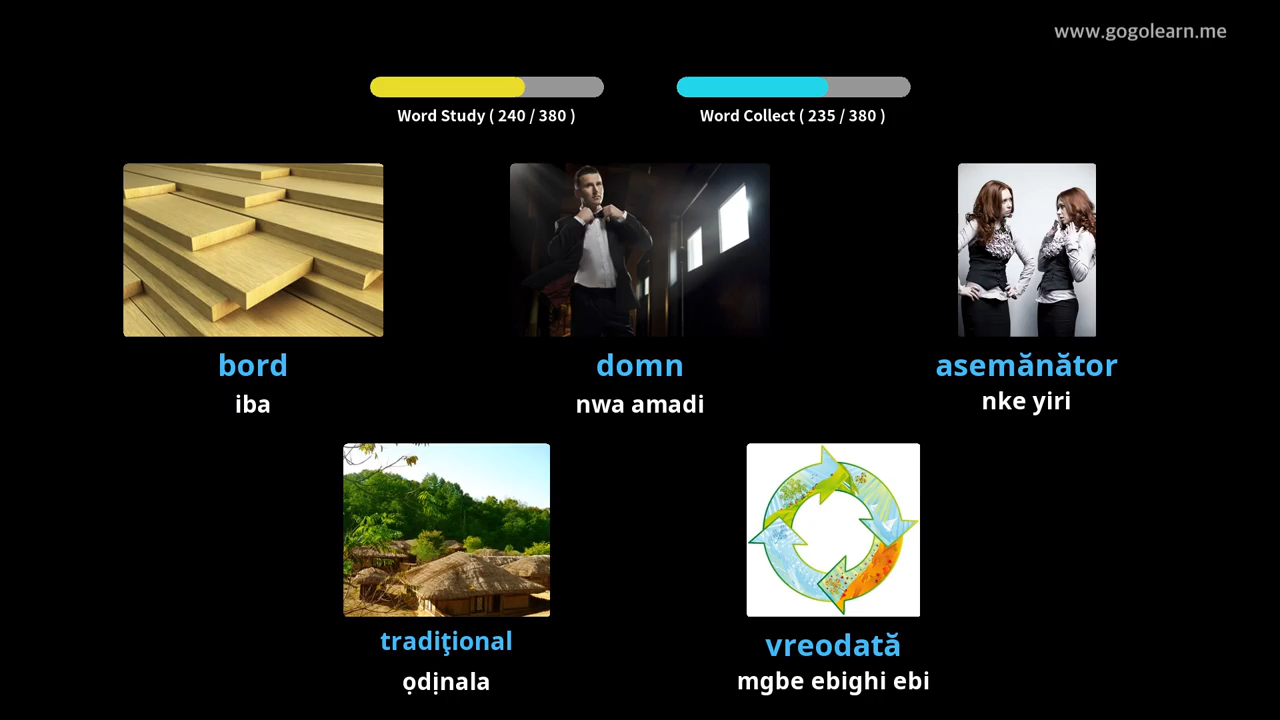 www.gogolearn.me
Word Study ( 240 / 380 )
Word Collect ( 235 / 380 )
bord
iba
domn
nwa amadi
asemănător
nke yiri
tradiţional
ọdịnala
vreodată
mgbe ebighi ebi